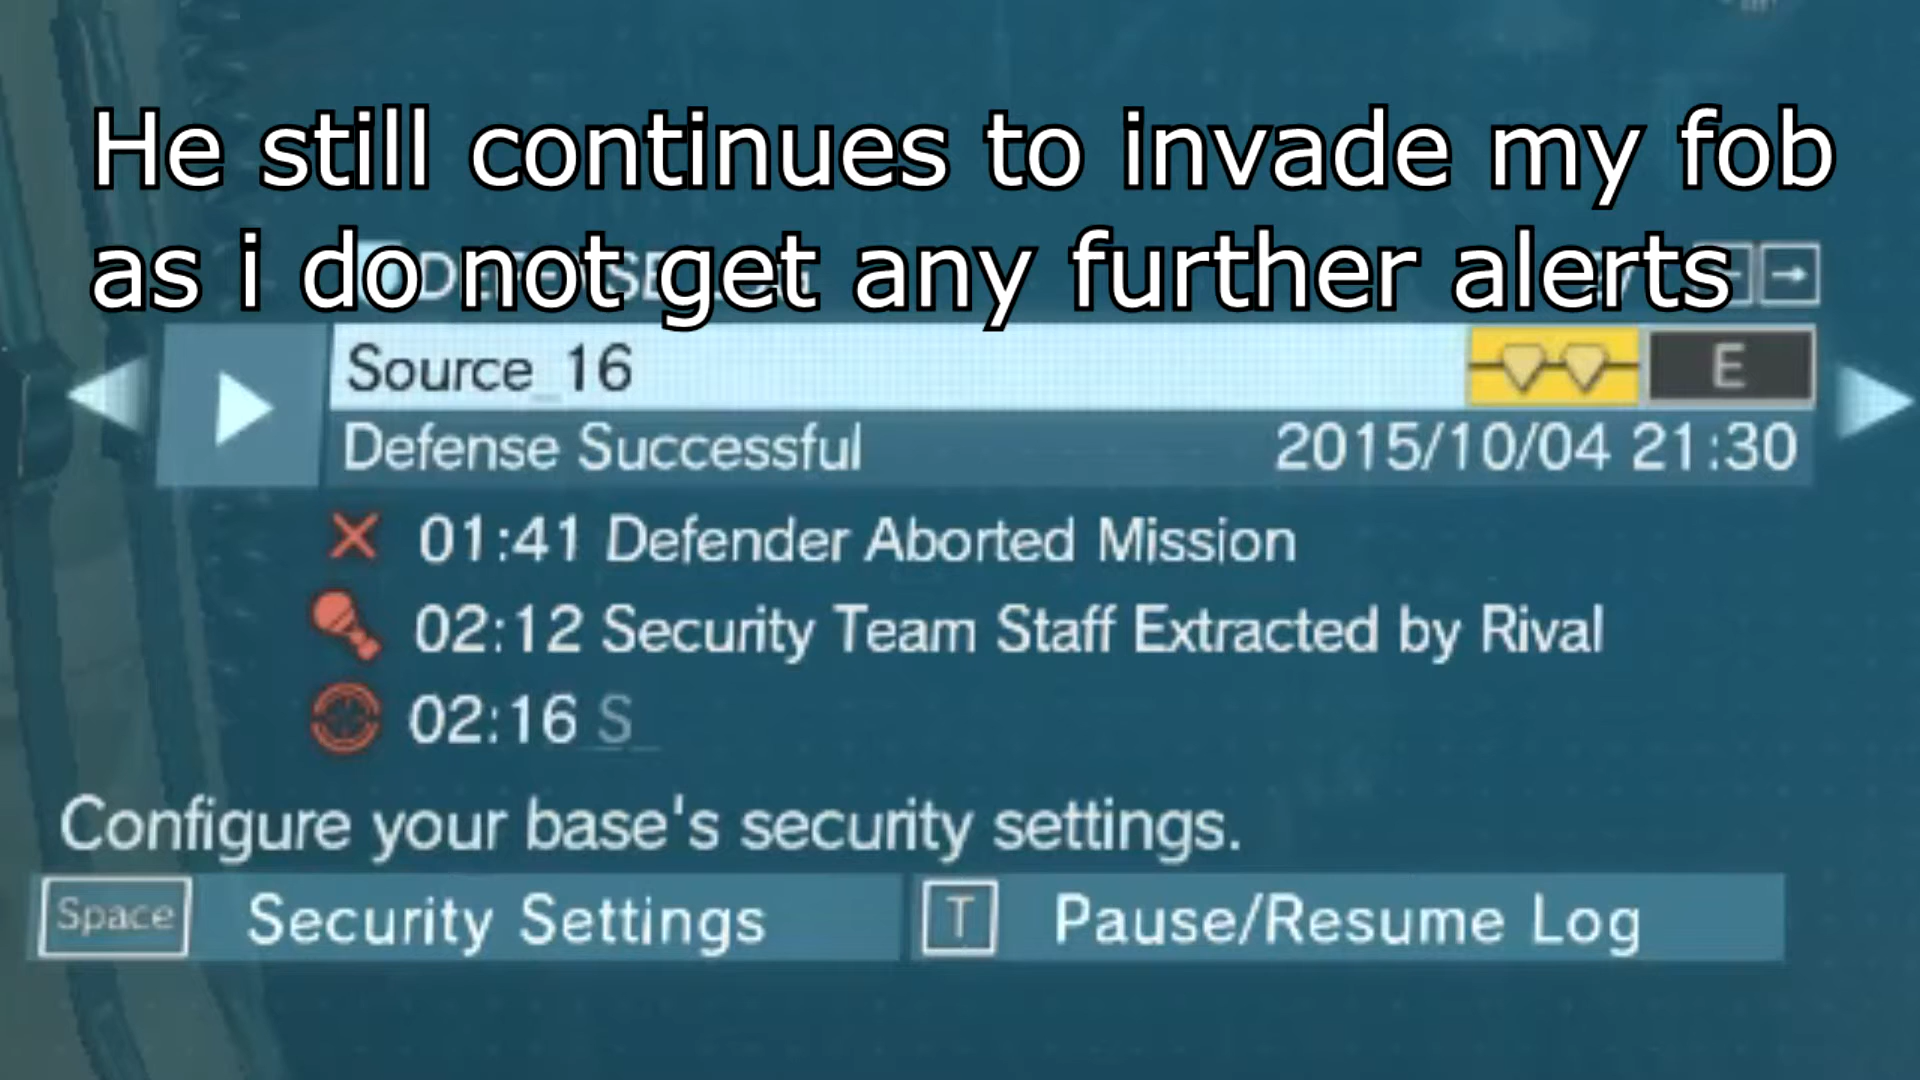 He still continues to invade my fob
as i do not get any further alerts
Source_16
E
Defense Successful
2015/10/04 21:30
01:41 Defender Aborted Mission
02:12 Security Team Staff Extracted by Rival
02:16 S_
Configure your base's security settings.
Space
Security Settings
T
Pause/Resume Log